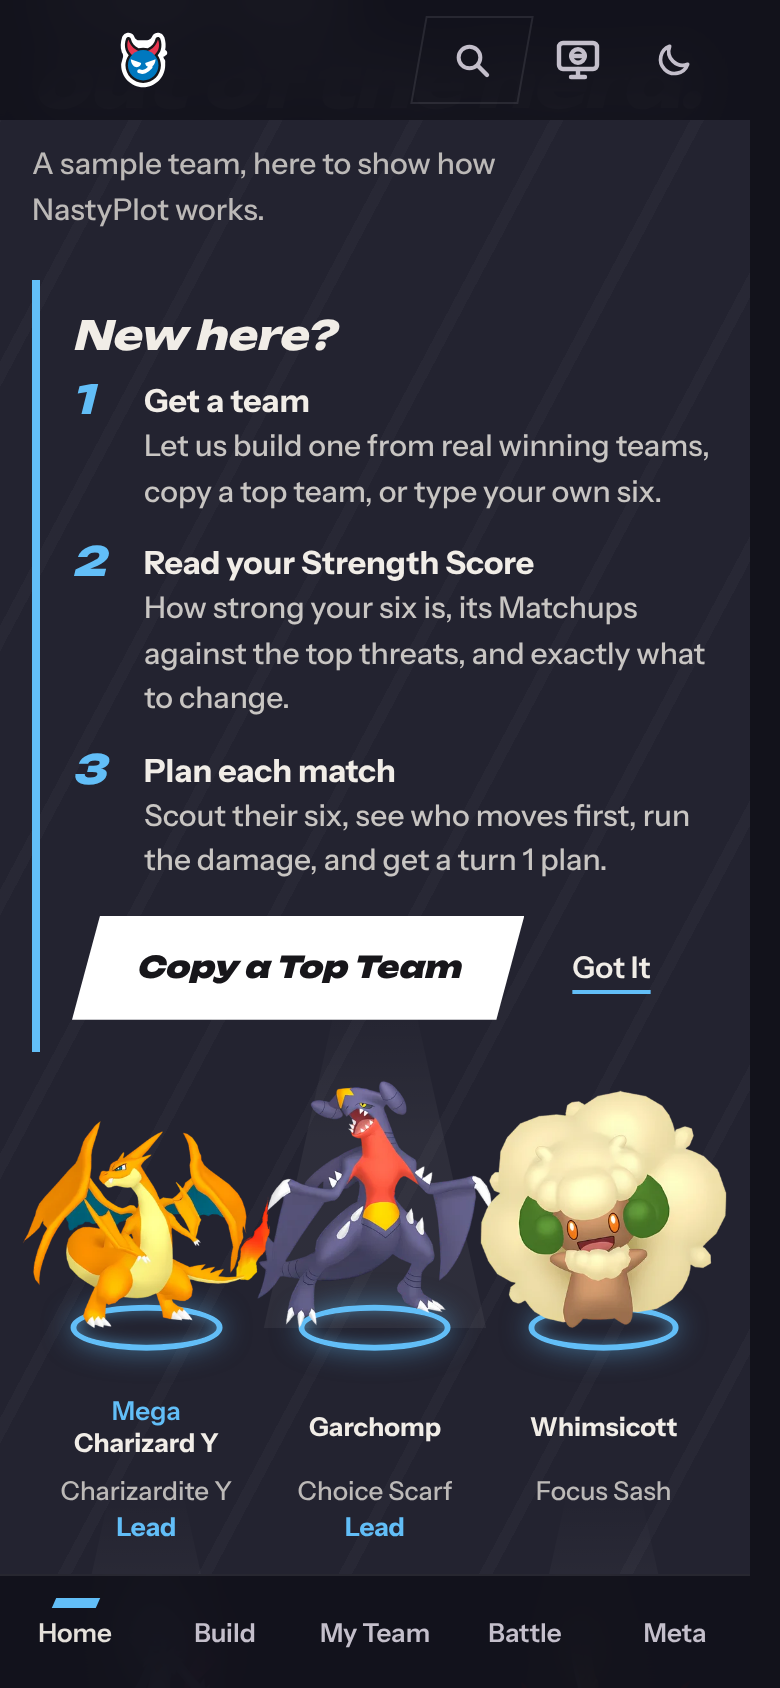 A sample team, here to show how
NastyPlot works.
New here?
1
Get a team
Let us build one from real winning teams,
copy a top team, or type your own six.
2
Read your Strength Score
How strong your six is, its Matchups
against the top threats, and exactly what
to change.
3
Plan each match
Scout their six, see who moves first, run
the damage, and get a turn 1 plan.
Copy a Top Team
Got It
Mega
Charizard Y
Charizardite Y
Lead
Garchomp
Choice Scarf
Lead
Whimsicott
Focus Sash
Home
Build
My Team
Battle
Meta